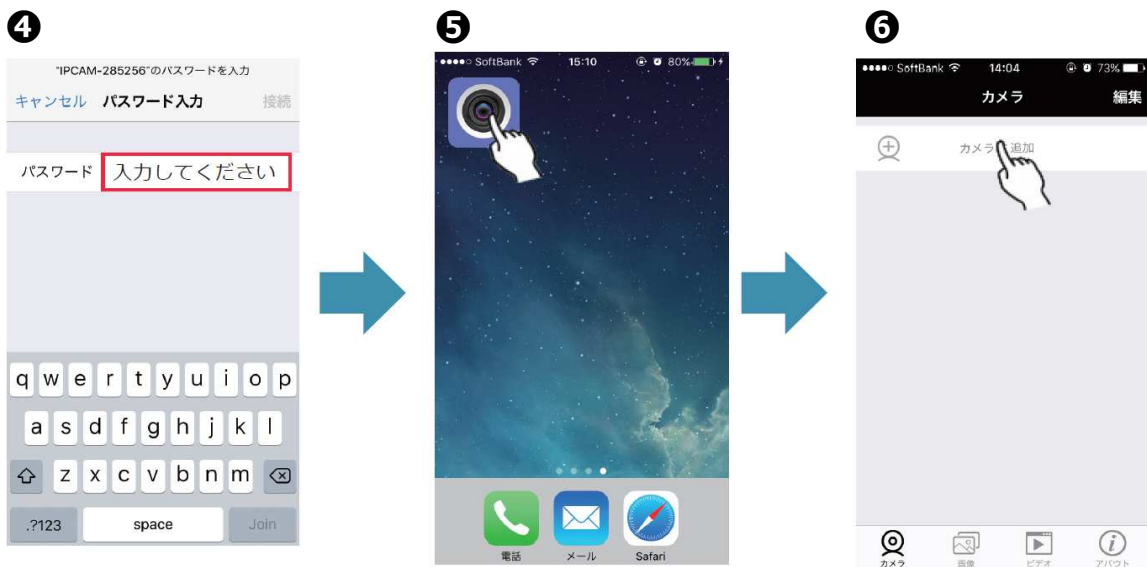 ❹
"IPCAM-285256"のパスワードを入力
キャンセル パスワード入力 接続
パスワード 入力してください
q w e r t y u i o p
a s d f g h j k l
z x c v b n m
.?123 space Join
❺
SoftBank 15:10 80%
電話 メール Safari
❻
SoftBank 14:04 73%
カメラ 編集
カメラ 追加
カメラ 画像 ビデオ アバウト